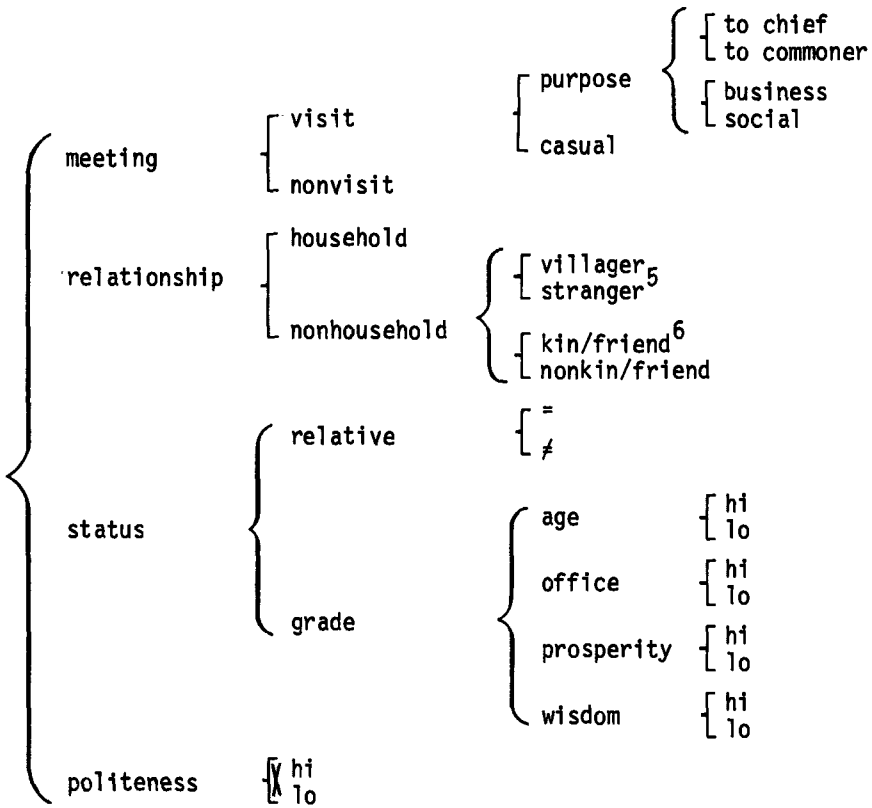 to chief
to commoner
purpose
business
social
visit
casual
meeting
nonvisit
household
relationship
villager
stranger5
nonhousehold
kin/friend6
nonkin/friend
relative
=
≠
status
age
hi
lo
office
hi
lo
grade
prosperity
hi
lo
wisdom
hi
lo
politeness
hi
lo